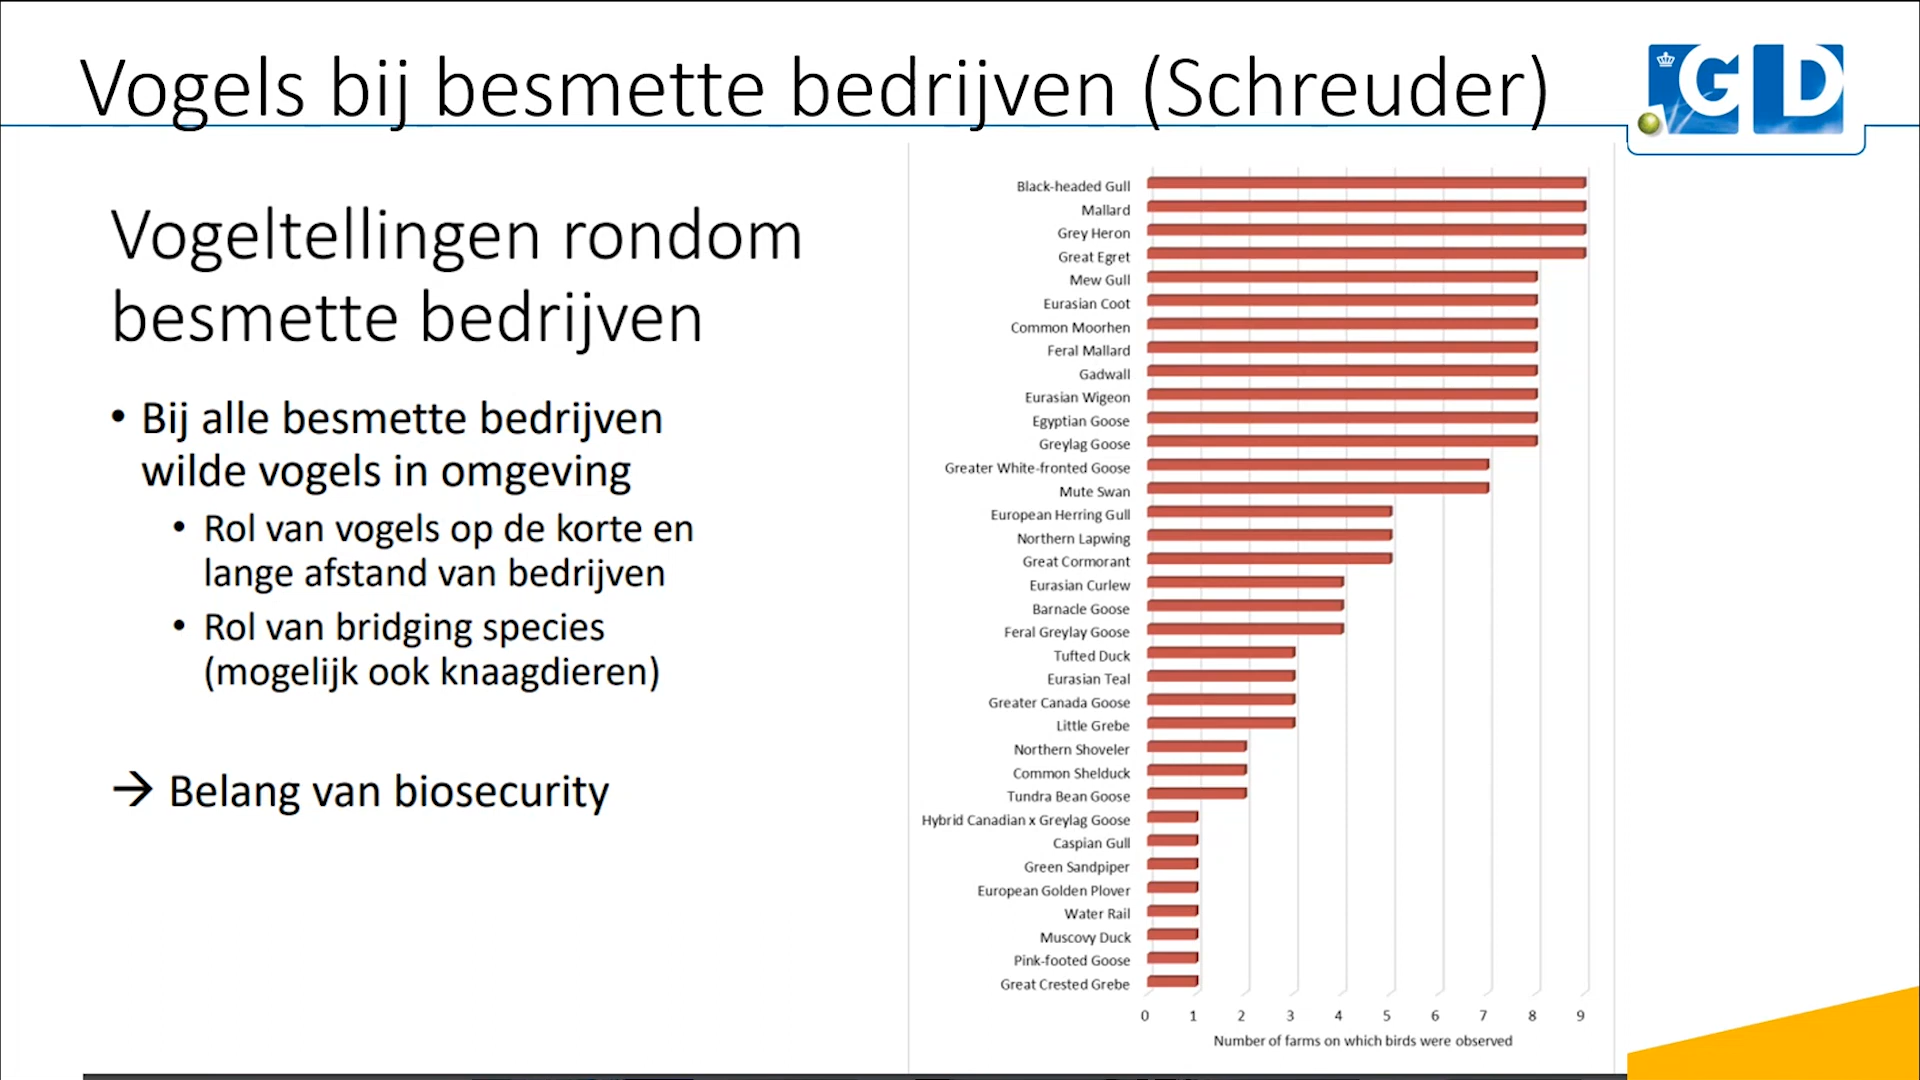 Vogels bij besmette bedrijven (Schreuder)
GD
Vogeltellingen rondom
besmette bedrijven
• Bij alle besmette bedrijven
wilde vogels in omgeving
• Rol van vogels op de korte en
lange afstand van bedrijven
• Rol van bridging species
(mogelijk ook knaagdieren)
→ Belang van biosecurity
Black-headed Gull
Mallard
Grey Heron
Great Egret
Mew Gull
Eurasian Coot
Common Moorhen
Feral Mallard
Gadwall
Eurasian Wigeon
Egyptian Goose
Greylag Goose
Greater White-fronted Goose
Mute Swan
European Herring Gull
Northern Lapwing
Great Cormorant
Eurasian Curlew
Barnacle Goose
Feral Greylay Goose
Tufted Duck
Eurasian Teal
Greater Canada Goose
Little Grebe
Northern Shoveler
Common Shelduck
Tundra Bean Goose
Hybrid Canadian x Greylag Goose
Caspian Gull
Green Sandpiper
European Golden Plover
Water Rail
Muscovy Duck
Pink-footed Goose
Great Crested Grebe
0 1 2 3 4 5 6 7 8 9
Number of farms on which birds were observed